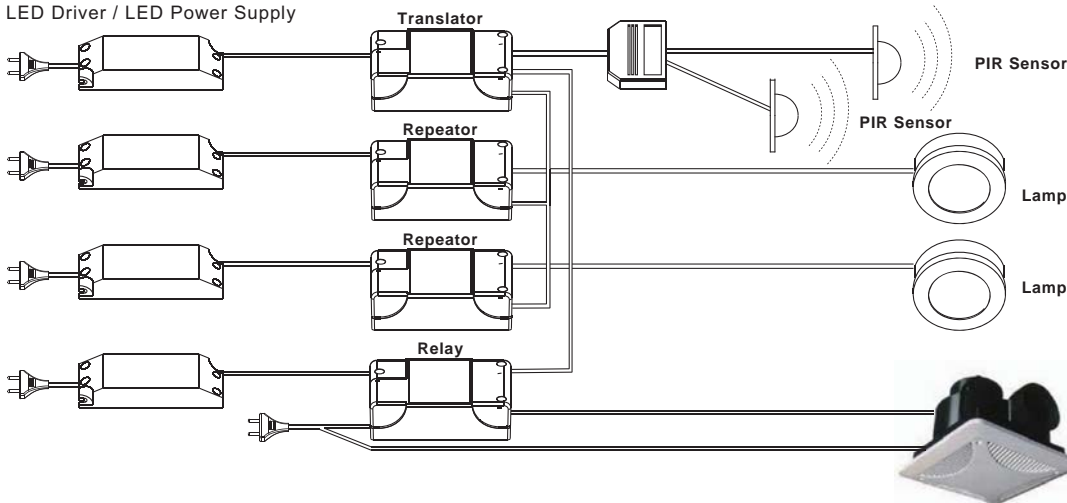 LED Driver / LED Power Supply
Translator
PIR Sensor
PIR Sensor
Repeator
Lamp
Repeator
Lamp
Relay